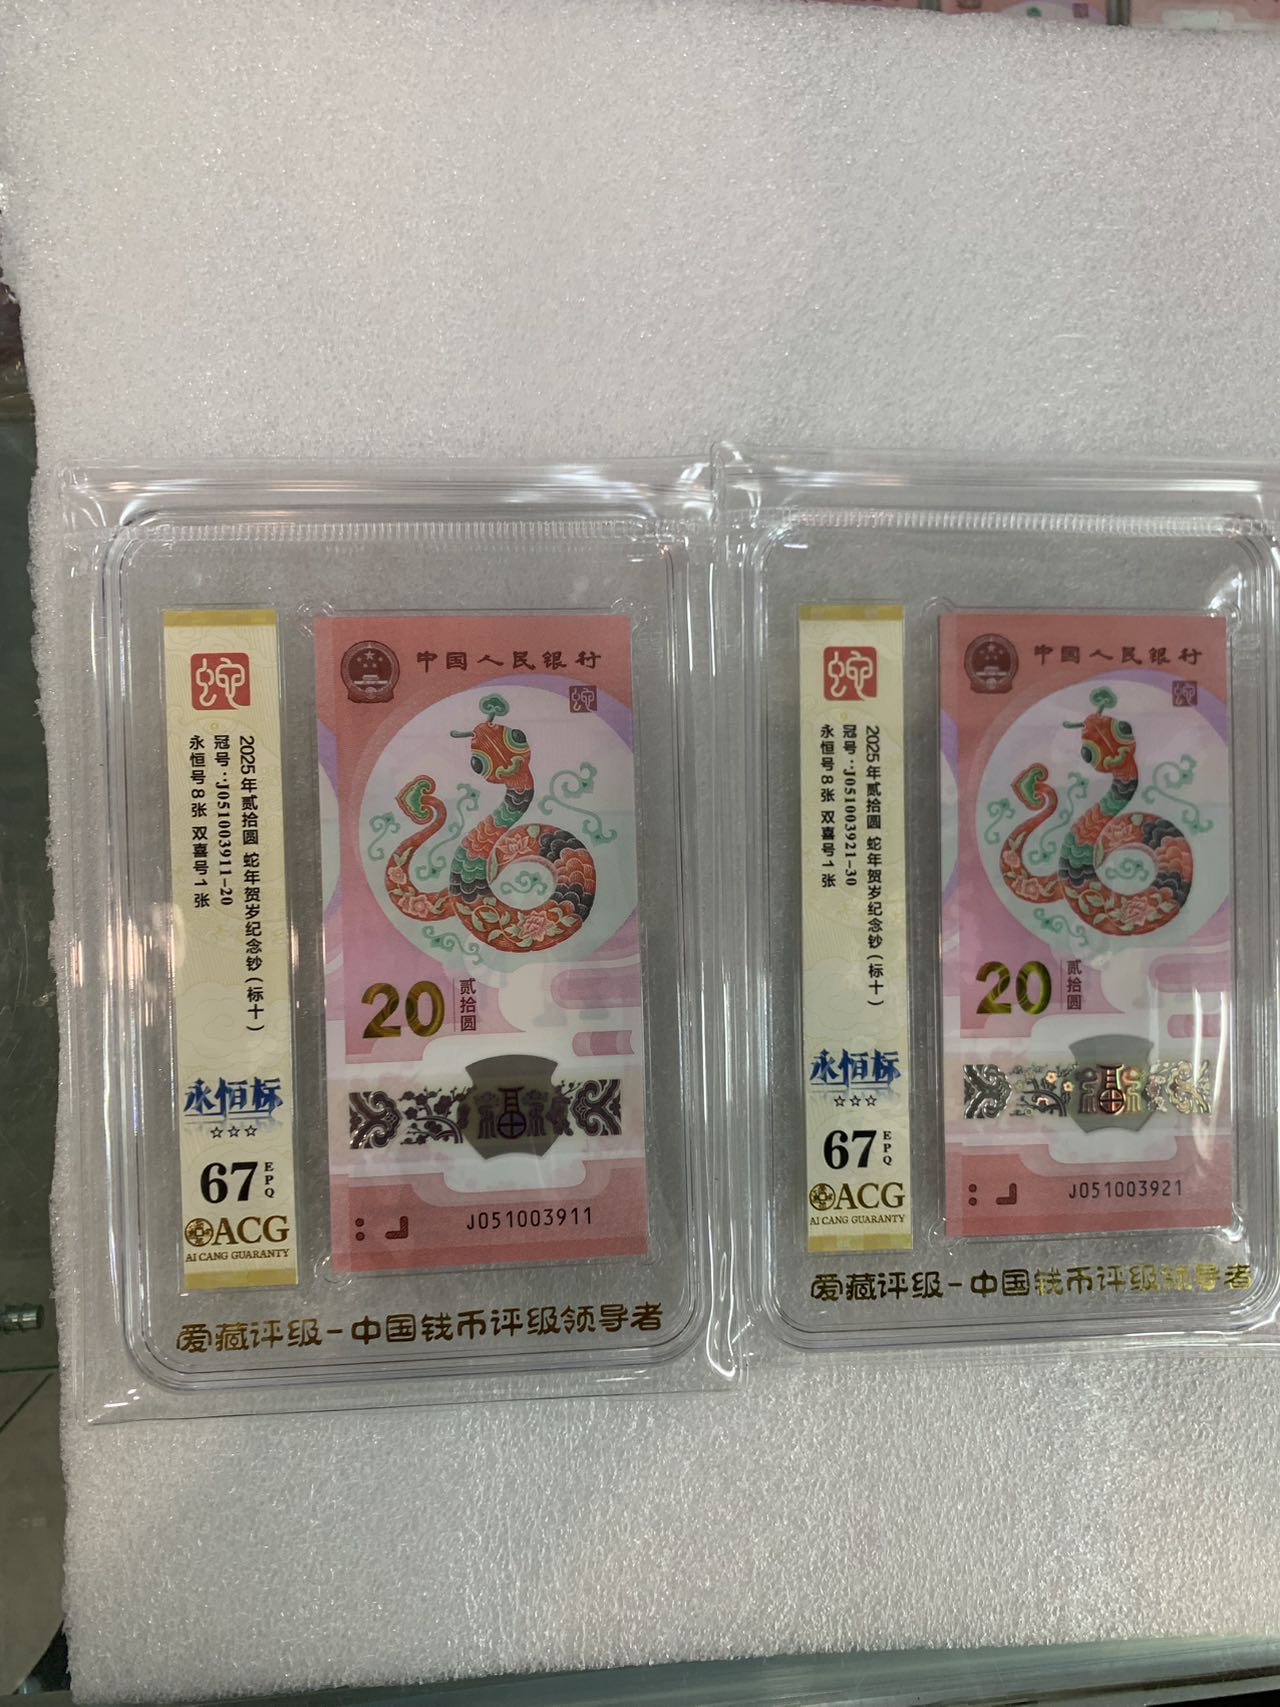 蛇
2025年贰拾圆 蛇年贺岁纪念钞（标十）
冠号：J051003911-20
永恒号8张 双喜号1张
永恒标
☆☆☆
67 EPQ
ACG
AI CANG GUARANTY
中国人民银行
蛇
20 贰拾圆
福
J051003911
爱藏评级-中国钱币评级领导者
蛇
2025年贰拾圆 蛇年贺岁纪念钞（标十）
冠号：J051003921-30
永恒号8张 双喜号1张
永恒标
☆☆☆
67 EPQ
ACG
AI CANG GUARANTY
中国人民银行
蛇
20 贰拾圆
福
J051003921
爱藏评级-中国钱币评级领导者